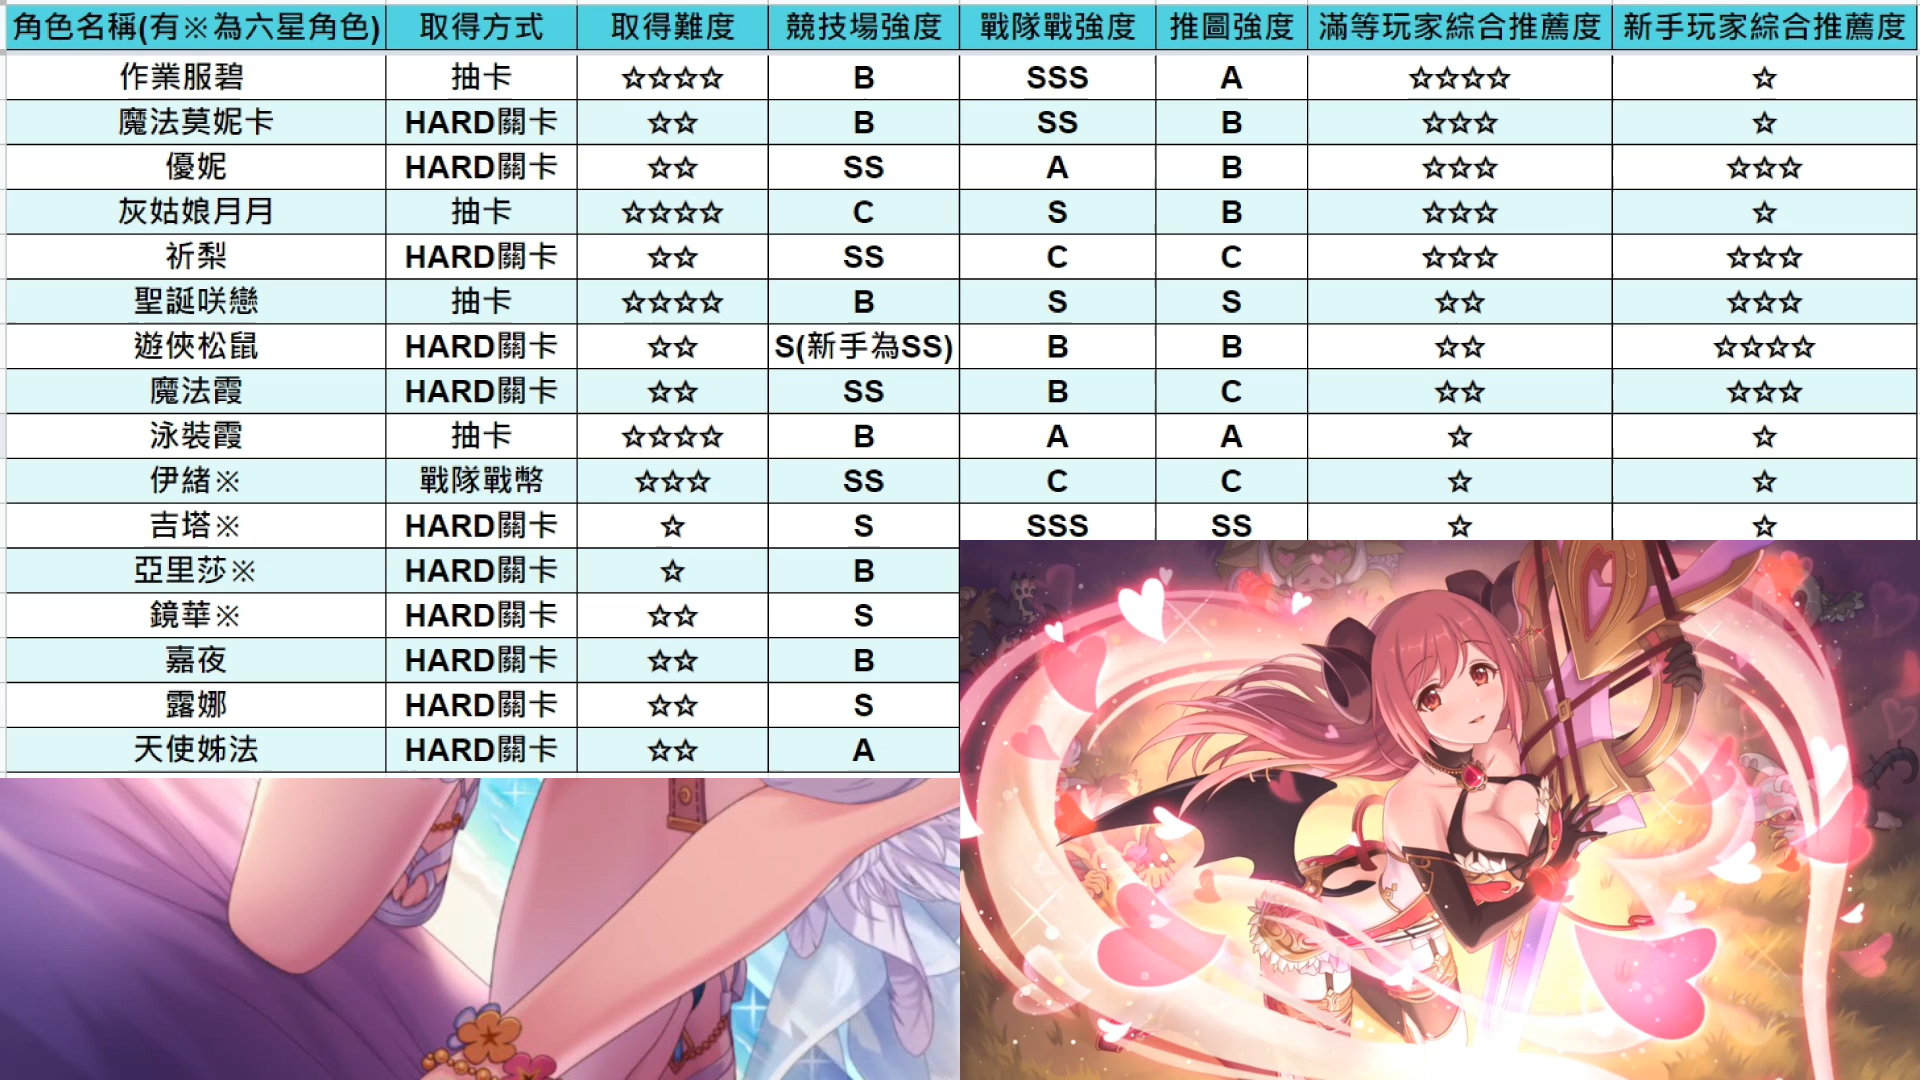 角色名稱(有※為六星角色) 取得方式 取得難度 競技場強度 戰隊戰強度 推圖強度 滿等玩家綜合推薦度 新手玩家綜合推薦度
作業服碧 抽卡 ☆☆☆☆ B SSS A ☆☆☆☆ ☆
魔法莫妮卡 HARD關卡 ☆☆ B SS B ☆☆☆ ☆
優妮 HARD關卡 ☆☆ SS A B ☆☆☆ ☆☆☆
灰姑娘月月 抽卡 ☆☆☆☆ C S B ☆☆☆ ☆
祈梨 HARD關卡 ☆☆ SS C C ☆☆☆ ☆☆☆
聖誕咲戀 抽卡 ☆☆☆☆ B S S ☆☆ ☆☆☆
遊俠松鼠 HARD關卡 ☆☆ S(新手為SS) B B ☆☆ ☆☆☆☆
魔法霞 HARD關卡 ☆☆ SS B C ☆☆ ☆☆☆
泳裝霞 抽卡 ☆☆☆☆ B A A ☆ ☆
伊緒※ 戰隊戰幣 ☆☆☆ SS C C ☆ ☆
吉塔※ HARD關卡 ☆ S SSS SS ☆ ☆
亞里莎※ HARD關卡 ☆ B
鏡華※ HARD關卡 ☆☆ S
嘉夜 HARD關卡 ☆☆ B
露娜 HARD關卡 ☆☆ S
天使姊法 HARD關卡 ☆☆ A